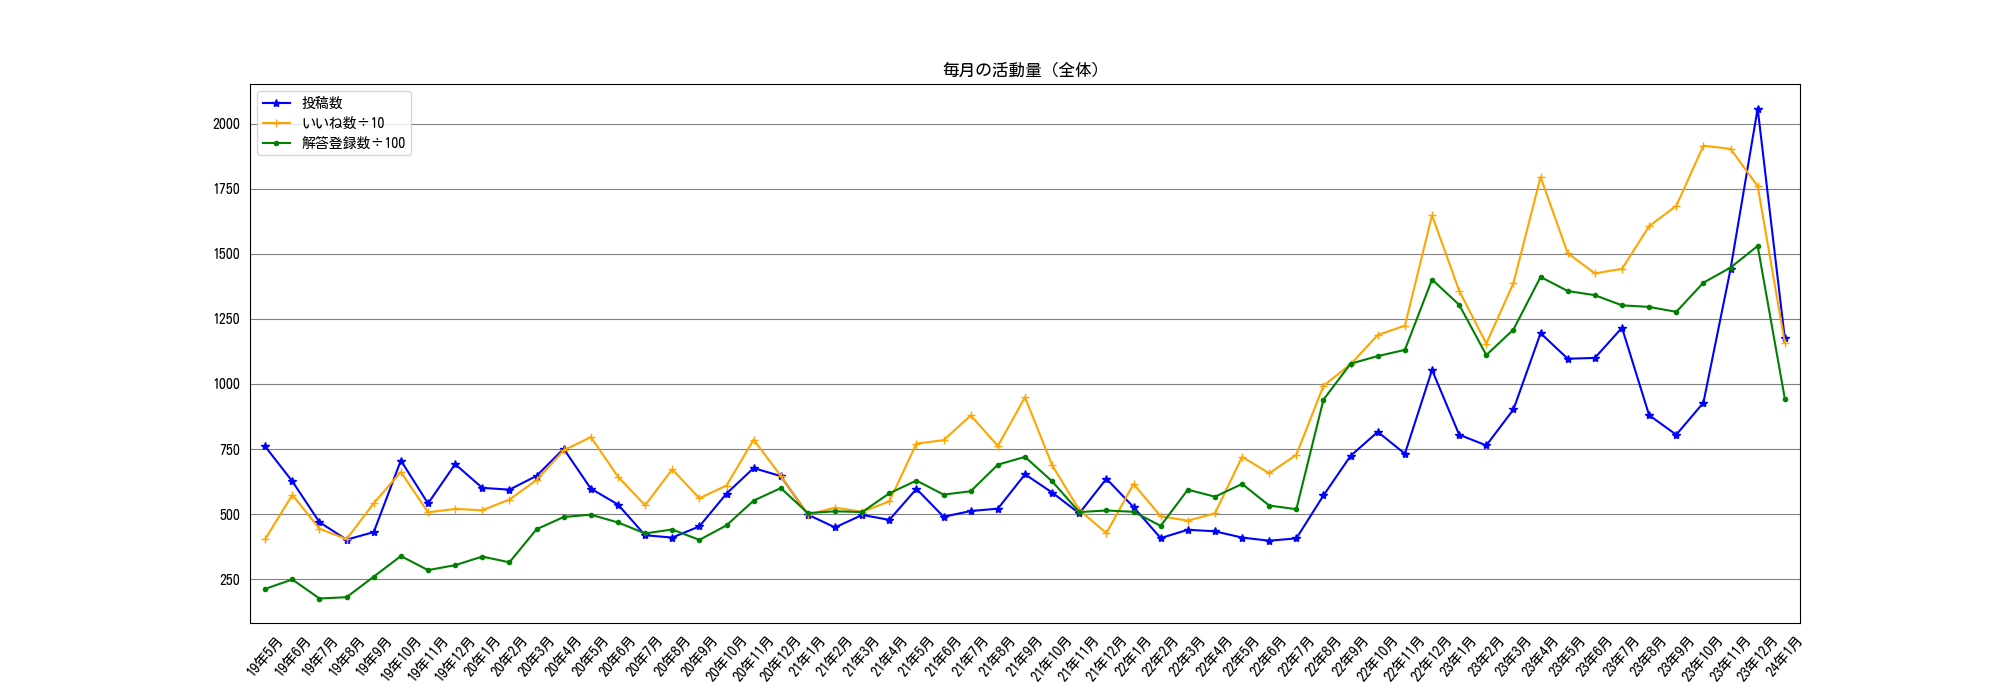 毎月の活動量（全体）
投稿数
いいね数÷10
解答登録数÷100
2000
1750
1500
1250
1000
750
500
250
19年5月
19年6月
19年7月
19年8月
19年9月
19年10月
19年11月
19年12月
20年1月
20年2月
20年3月
20年4月
20年5月
20年6月
20年7月
20年8月
20年9月
20年10月
20年11月
20年12月
21年1月
21年2月
21年3月
21年4月
21年5月
21年6月
21年7月
21年8月
21年9月
21年10月
21年11月
21年12月
22年1月
22年2月
22年3月
22年4月
22年5月
22年6月
22年7月
22年8月
22年9月
22年10月
22年11月
22年12月
23年1月
23年2月
23年3月
23年4月
23年5月
23年6月
23年7月
23年8月
23年9月
23年10月
23年11月
23年12月
24年1月